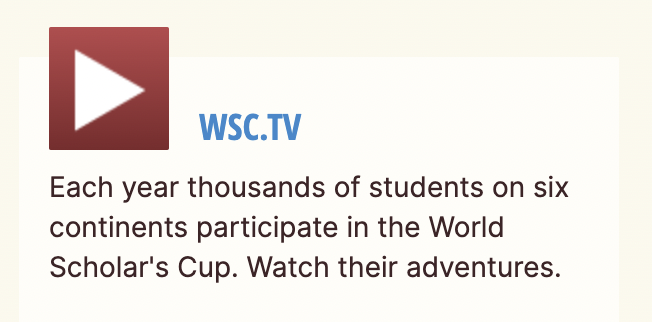 WSC.TV
Each year thousands of students on six
continents participate in the World
Scholar's Cup. Watch their adventures.